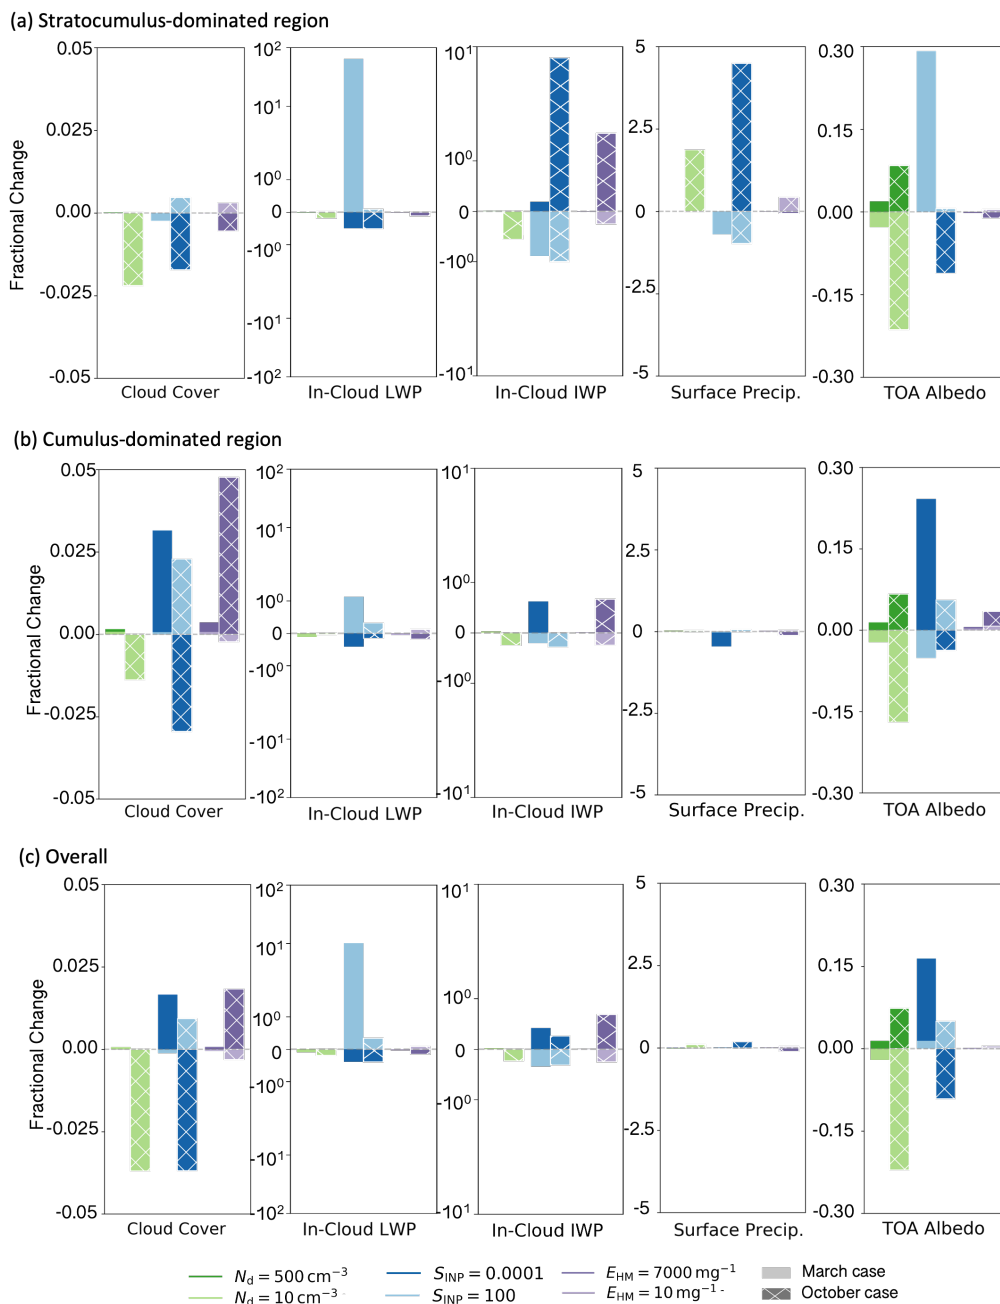 (a) Stratocumulus-dominated region
Fractional Change
0.05
0.025
0.00
-0.025
-0.05
Cloud Cover
10²
10¹
10⁰
0
-10⁰
-10¹
-10²
In-Cloud LWP
10¹
10⁰
0
-10⁰
-10¹
In-Cloud IWP
5
2.5
0
-2.5
-5
Surface Precip.
0.30
0.15
0.00
-0.15
-0.30
TOA Albedo
(b) Cumulus-dominated region
Fractional Change
0.05
0.025
0.00
-0.025
-0.05
Cloud Cover
10²
10¹
10⁰
0
-10⁰
-10¹
-10²
In-Cloud LWP
10¹
10⁰
0
-10⁰
-10¹
In-Cloud IWP
5
2.5
0
-2.5
-5
Surface Precip.
0.30
0.15
0.00
-0.15
-0.30
TOA Albedo
(c) Overall
Fractional Change
0.05
0.025
0.00
-0.025
-0.05
Cloud Cover
10²
10¹
10⁰
0
-10⁰
-10¹
-10²
In-Cloud LWP
10¹
10⁰
0
-10⁰
-10¹
In-Cloud IWP
5
2.5
0
-2.5
-5
Surface Precip.
0.30
0.15
0.00
-0.15
-0.30
TOA Albedo
N_d = 500 cm⁻³
S_INP = 0.0001
E_HM = 7000 mg⁻¹
March case
N_d = 10 cm⁻³
S_INP = 100
E_HM = 10 mg⁻¹
October case